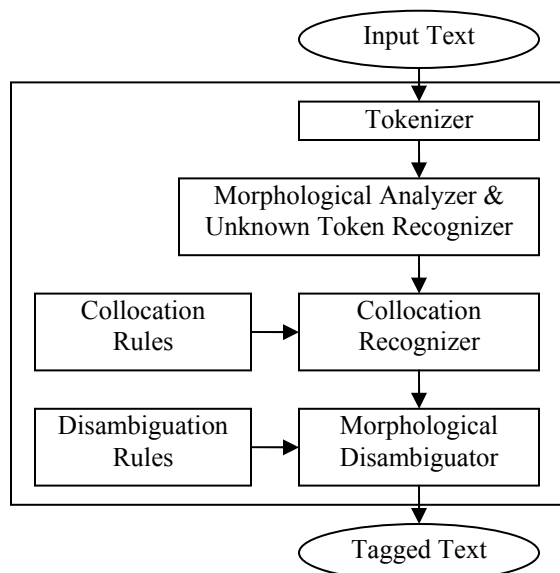 Input Text
Tokenizer
Morphological Analyzer &
Unknown Token Recognizer
Collocation
Rules
Collocation
Recognizer
Disambiguation
Rules
Morphological
Disambiguator
Tagged Text